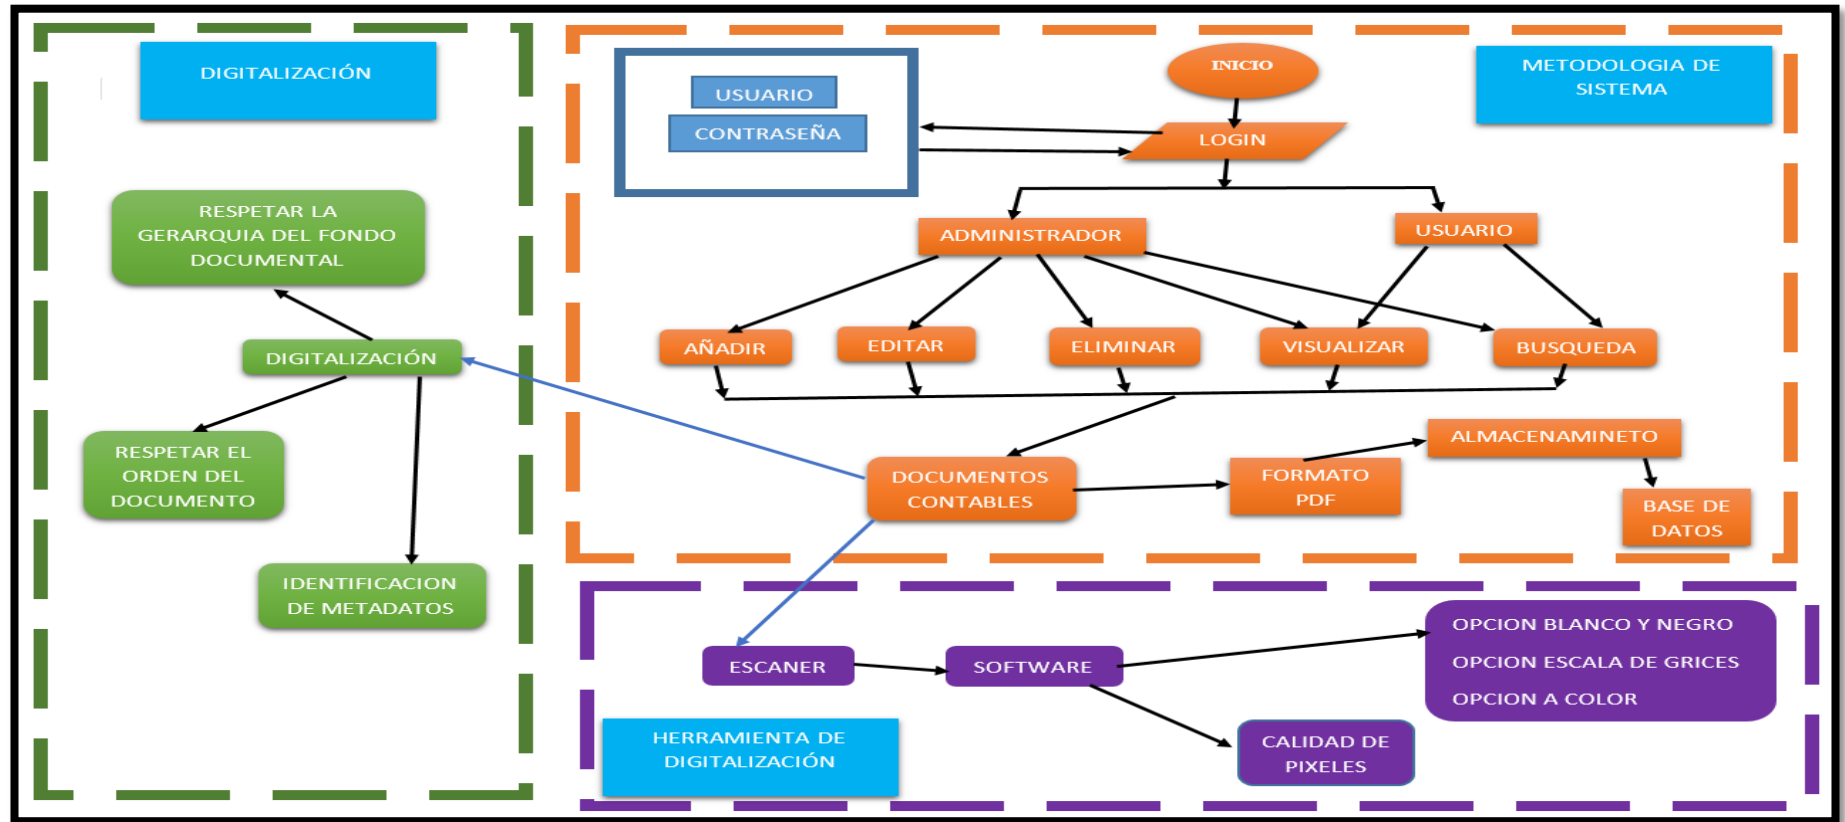 DIGITALIZACIÓN
RESPETAR LA
GERARQUIA DEL FONDO
DOCUMENTAL
DIGITALIZACIÓN
RESPETAR EL
ORDEN DEL
DOCUMENTO
IDENTIFICACION
DE METADATOS
METODOLOGIA DE
SISTEMA
INICIO
USUARIO
CONTRASEÑA
LOGIN
ADMINISTRADOR
USUARIO
AÑADIR
EDITAR
ELIMINAR
VISUALIZAR
BUSQUEDA
DOCUMENTOS
CONTABLES
FORMATO
PDF
ALMACENAMINETO
BASE DE
DATOS
ESCANER
SOFTWARE
OPCION BLANCO Y NEGRO
OPCION ESCALA DE GRICES
OPCION A COLOR
CALIDAD DE
PIXELES
HERRAMIENTA DE
DIGITALIZACIÓN